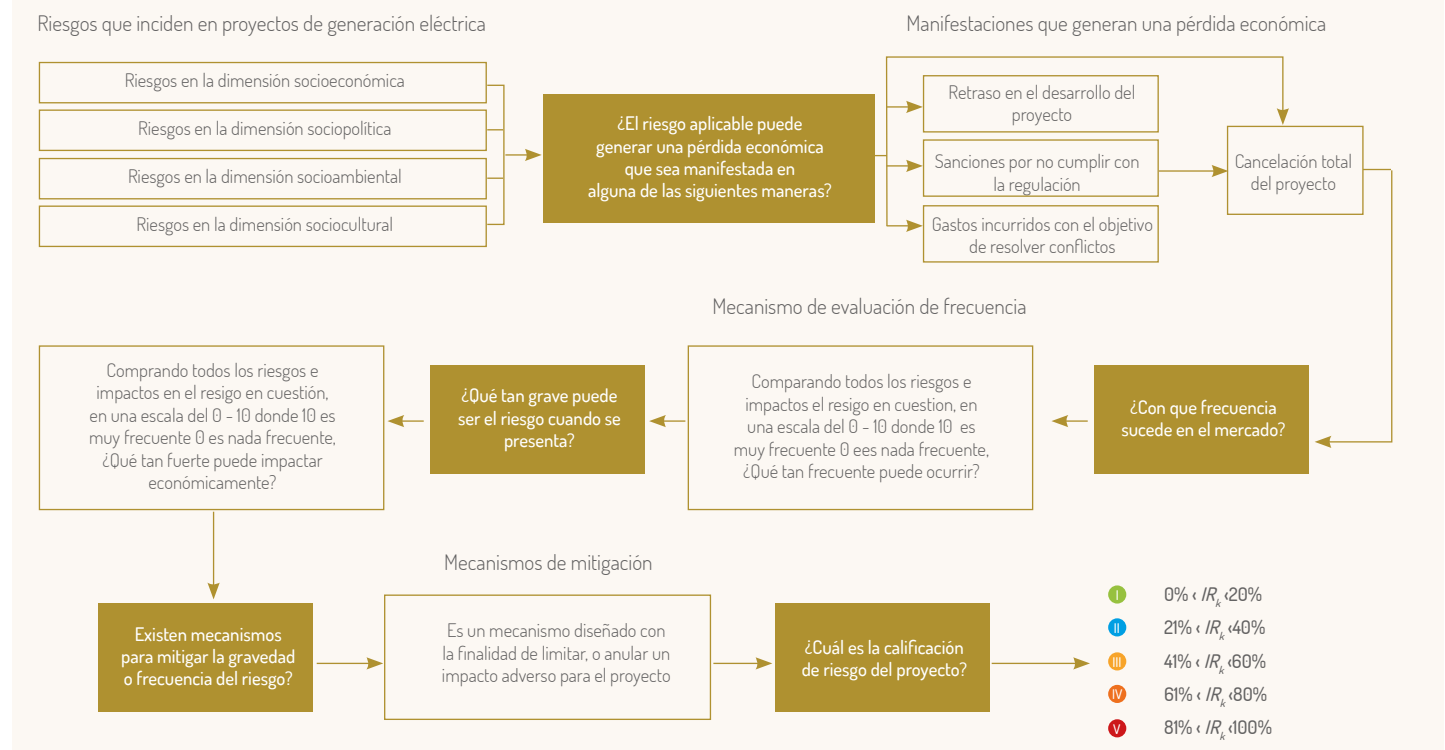 Riesgos que inciden en proyectos de generación eléctrica
Manifestaciones que generan una pérdida económica
Riesgos en la dimensión socioeconómica
Riesgos en la dimensión sociopolítica
Riesgos en la dimensión socioambiental
Riesgos en la dimensión sociocultural
¿El riesgo aplicable puede
generar una pérdida económica
que sea manifestada en
alguna de las siguientes maneras?
Retraso en el desarrollo del
proyecto
Sanciones por no cumplir con
la regulación
Gastos incurridos con el objetivo
de resolver conflictos
Cancelación total
del proyecto
Mecanismo de evaluación de frecuencia
Comprando todos los riesgos e
impactos en el resigo en cuestión,
en una escala del 0 - 10 donde 10 es
muy frecuente 0 es nada frecuente,
¿Qué tan fuerte puede impactar
económicamente?
¿Qué tan grave puede
ser el riesgo cuando se
presenta?
Comparando todos los riesgos e
impactos el resigo en cuestion, en
una escala del 0 - 10 donde 10 es
muy frecuente 0 ees nada frecuente,
¿Qué tan frecuente puede ocurrir?
¿Con que frecuencia
sucede en el mercado?
Mecanismos de mitigación
Existen mecanismos
para mitigar la gravedad
o frecuencia del riesgo?
Es un mecanismo diseñado con
la finalidad de limitar, o anular un
impacto adverso para el proyecto
¿Cuál es la calificación
de riesgo del proyecto?
I 0% < IRk <20%
II 21% < IRk <40%
III 41% < IRk <60%
IV 61% < IRk <80%
V 81% < IRk <100%